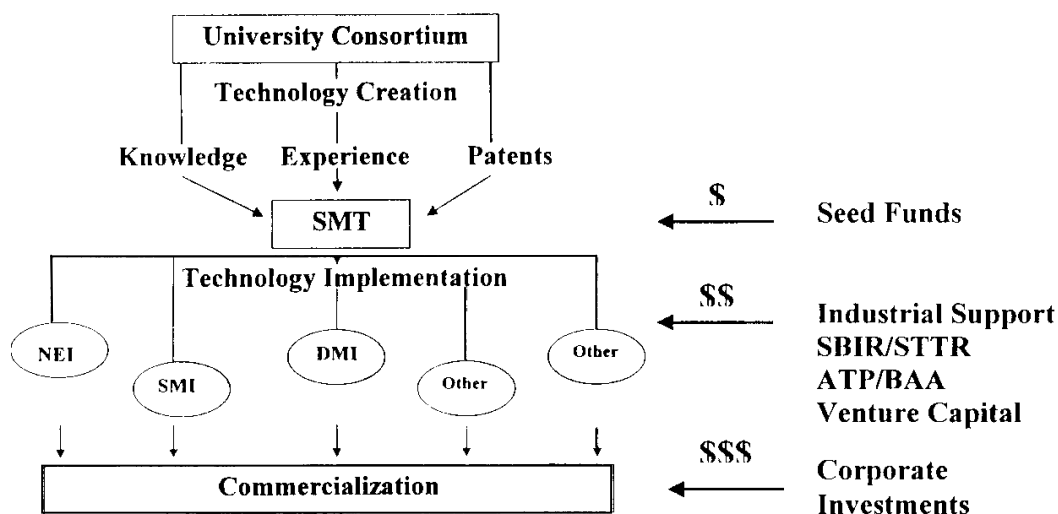 University Consortium
Technology Creation
Knowledge Experience Patents
SMT
$
Seed Funds
Technology Implementation
$$
Industrial Support
SBIR/STTR
ATP/BAA
Venture Capital
NEI
SMI
DMI
Other
Other
$$$
Corporate
Investments
Commercialization